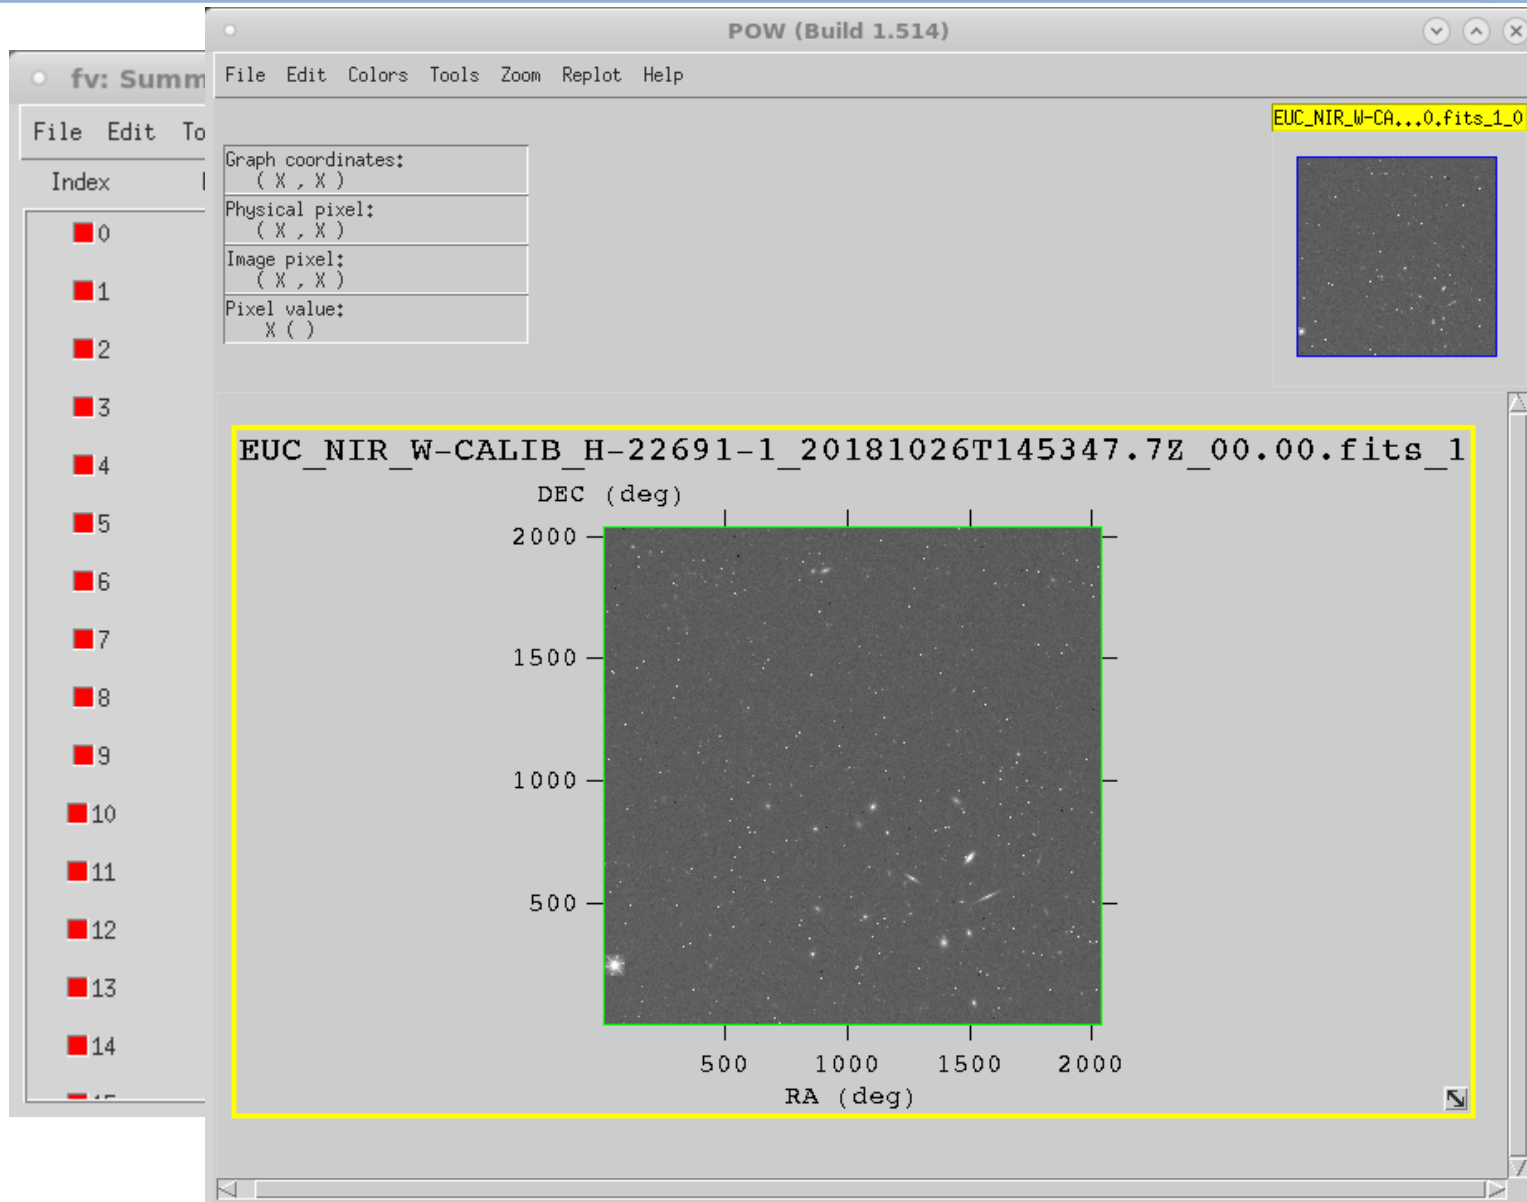 POW (Build 1.514)
fv: Summ
File Edit Colors Tools Zoom Replot Help
File Edit To
EUC_NIR_W-CA...0.fits_1_0
Index
Graph coordinates:
( X , X )
Physical pixel:
( X , X )
Image pixel:
( X , X )
Pixel value:
X ( )
0
1
2
3
4
5
6
7
8
9
10
11
12
13
14
EUC_NIR_W-CALIB_H-22691-1_20181026T145347.7Z_00.00.fits_1
DEC (deg)
2000
1500
1000
500
500 1000 1500 2000
RA (deg)